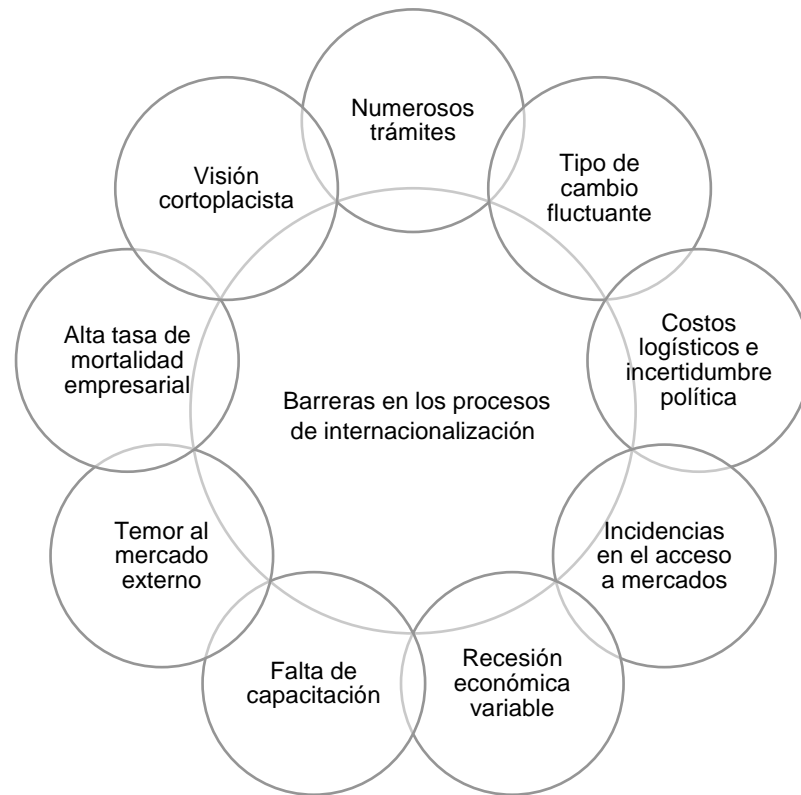 Numerosos
trámites
Tipo de
cambio
fluctuante
Costos
logísticos e
incertidumbre
política
Incidencias
en el acceso
a mercados
Recesión
económica
variable
Falta de
capacitación
Temor al
mercado
externo
Alta tasa de
mortalidad
empresarial
Visión
cortoplacista
Barreras en los procesos
de internacionalización